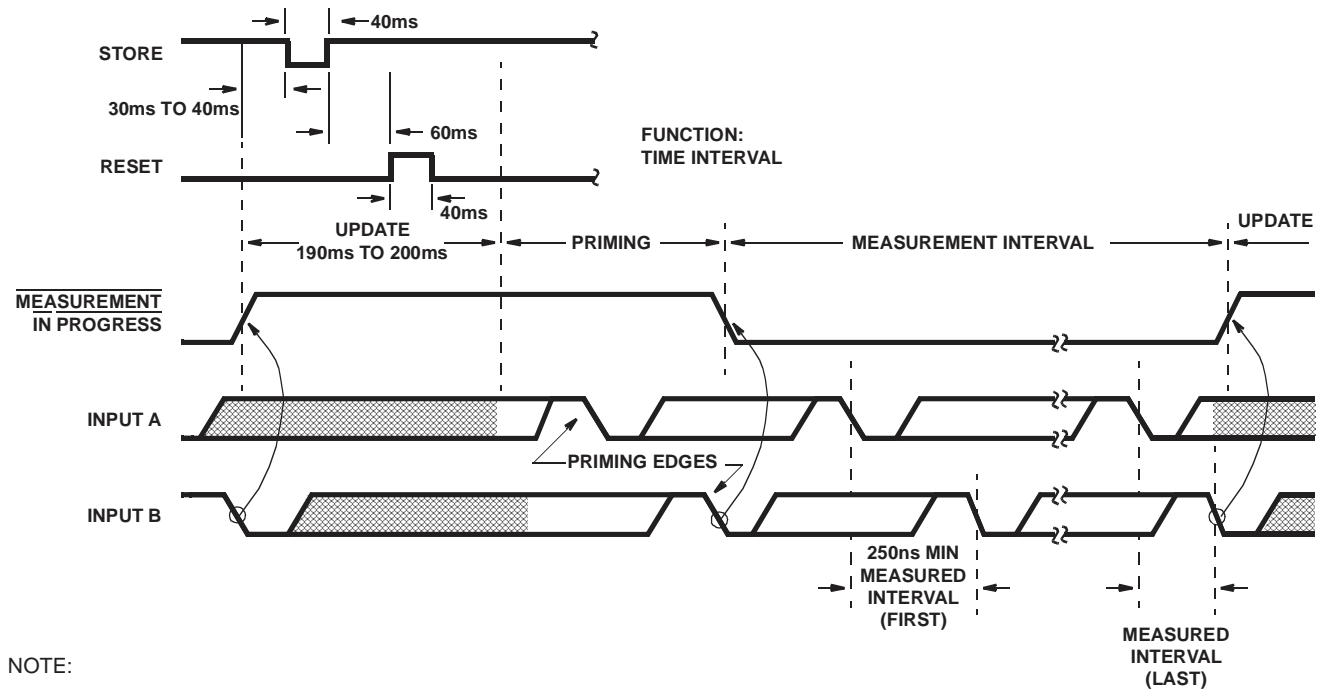 40ms
STORE
30ms TO 40ms
60ms
FUNCTION:
TIME INTERVAL
RESET
40ms
UPDATE
190ms TO 200ms
PRIMING
MEASUREMENT INTERVAL
UPDATE
MEASUREMENT
IN PROGRESS
INPUT A
PRIMING EDGES
INPUT B
250ns MIN
MEASURED
INTERVAL
(FIRST)
MEASURED
INTERVAL
(LAST)
NOTE: